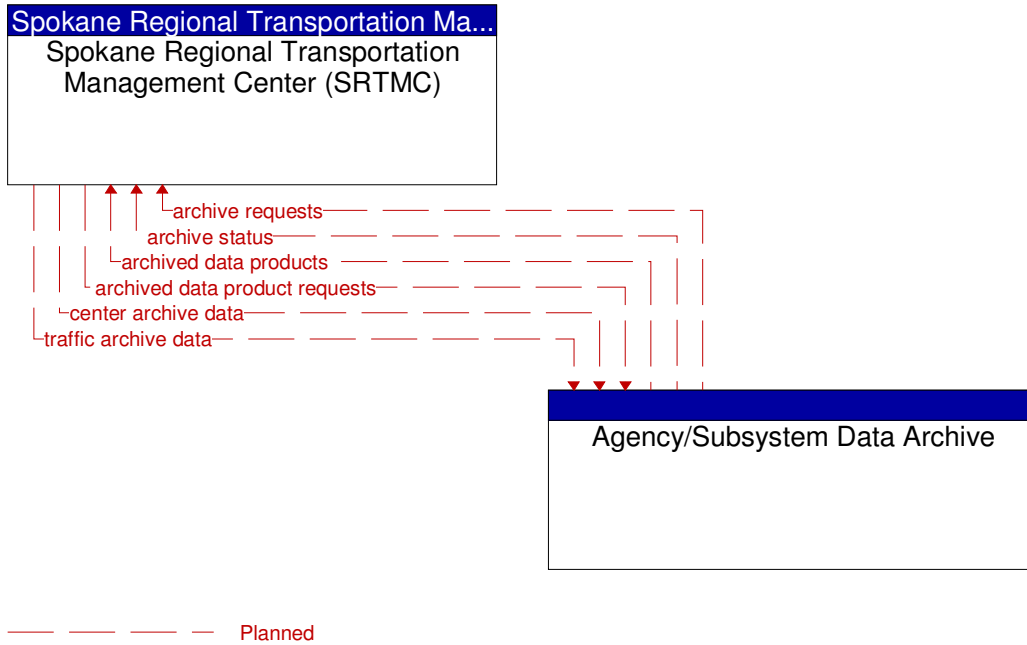 Spokane Regional Transportation Ma...
Spokane Regional Transportation
Management Center (SRTMC)
archive requests
archive status
archived data products
archived data product requests
center archive data
traffic archive data
Agency/Subsystem Data Archive
Planned